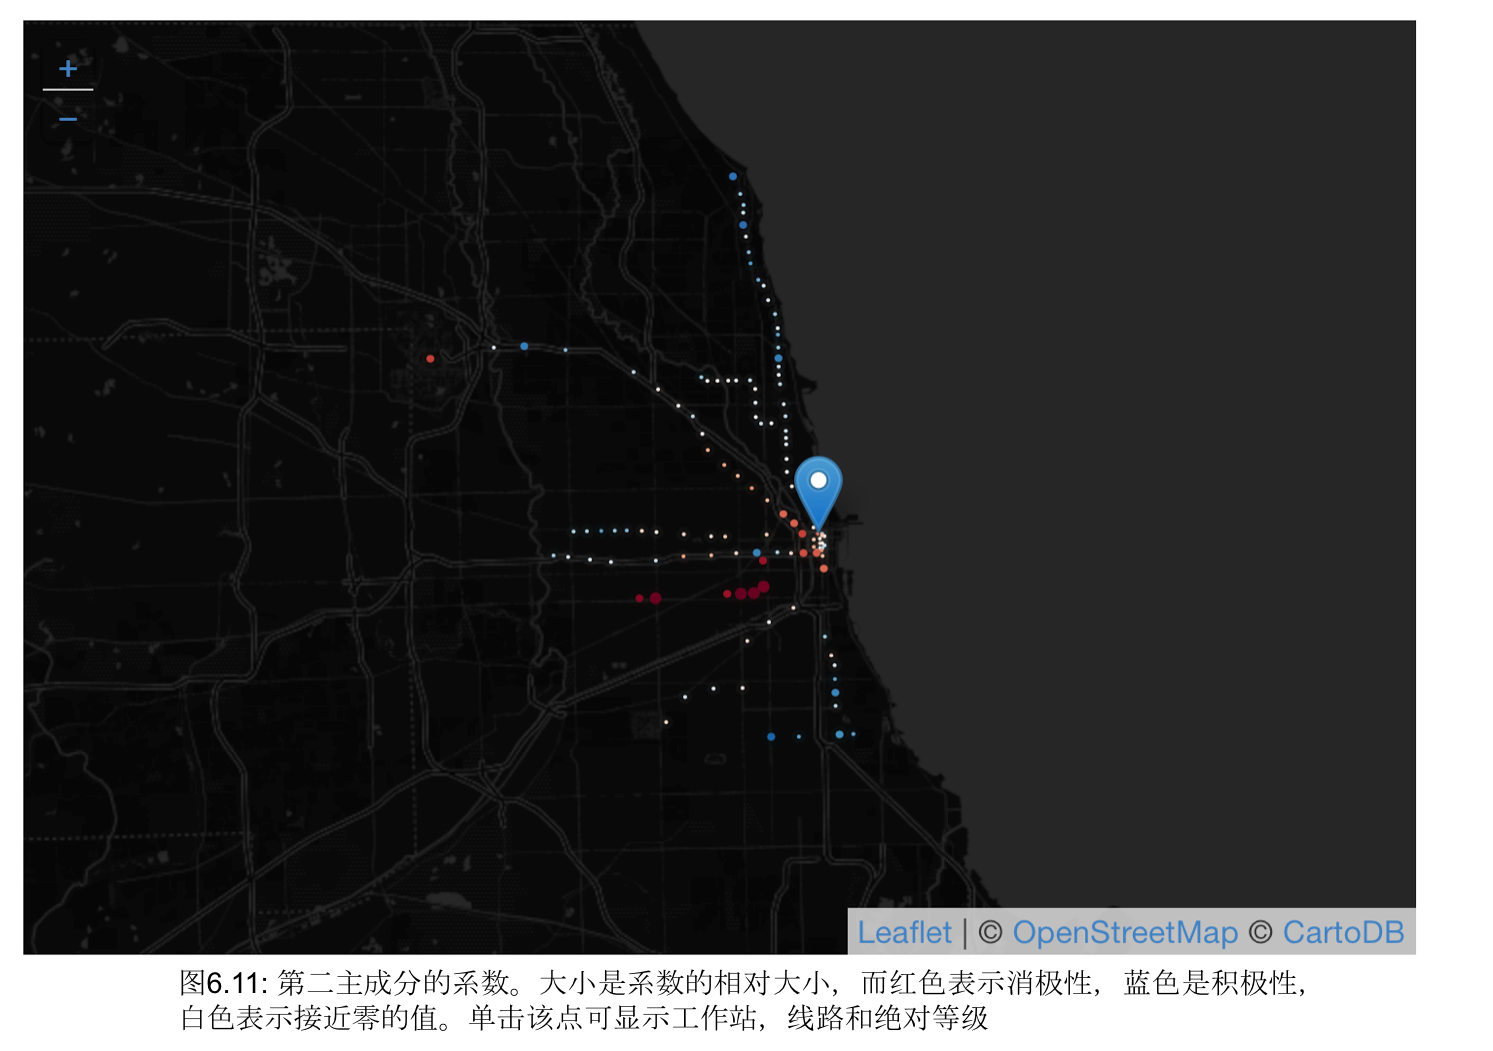 +
−
Leaflet | © OpenStreetMap © CartoDB
图6.11: 第二主成分的系数。大小是系数的相对大小，而红色表示消极性，蓝色是积极性，
白色表示接近零的值。单击该点可显示工作站，线路和绝对等级